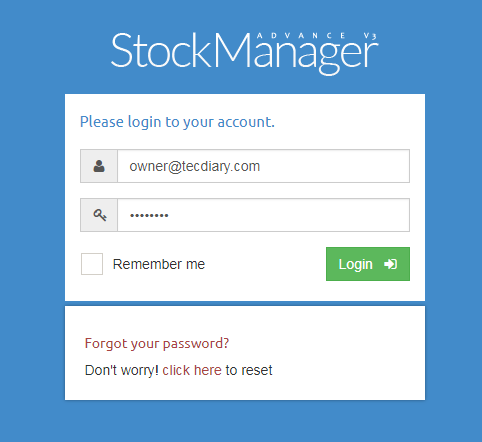 ADVANCE V3
StockManager
Please login to your account.
owner@tecdiary.com
••••••••
Remember me
Login
Forgot your password?
Don't worry! click here to reset